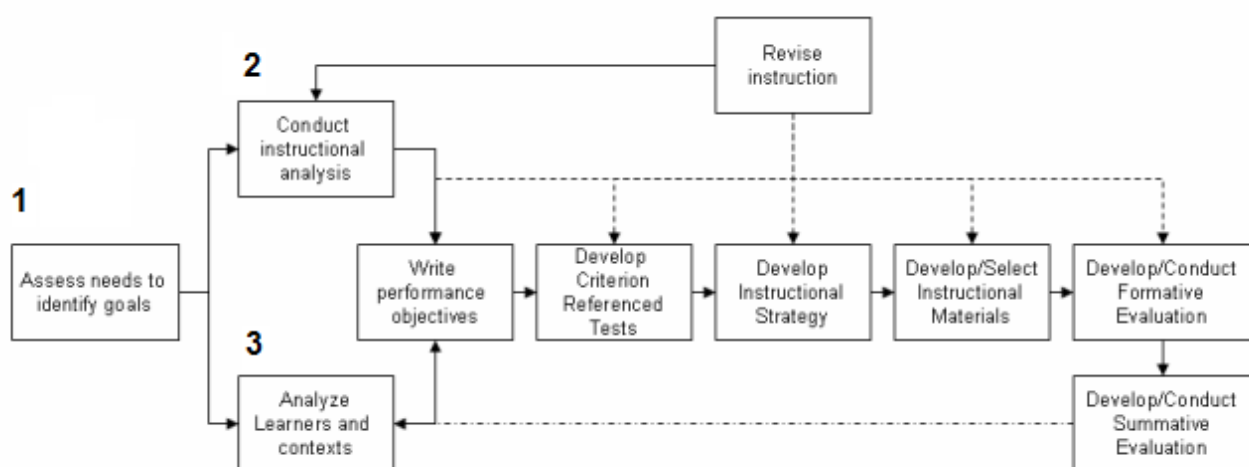 Revise
instruction
2
Conduct
instructional
analysis
1
Assess needs to
identify goals
Write
performance
objectives
Develop
Criterion
Referenced
Tests
Develop
Instructional
Strategy
Develop/Select
Instructional
Materials
Develop/Conduct
Formative
Evaluation
3
Analyze
Learners and
contexts
Develop/Conduct
Summative
Evaluation